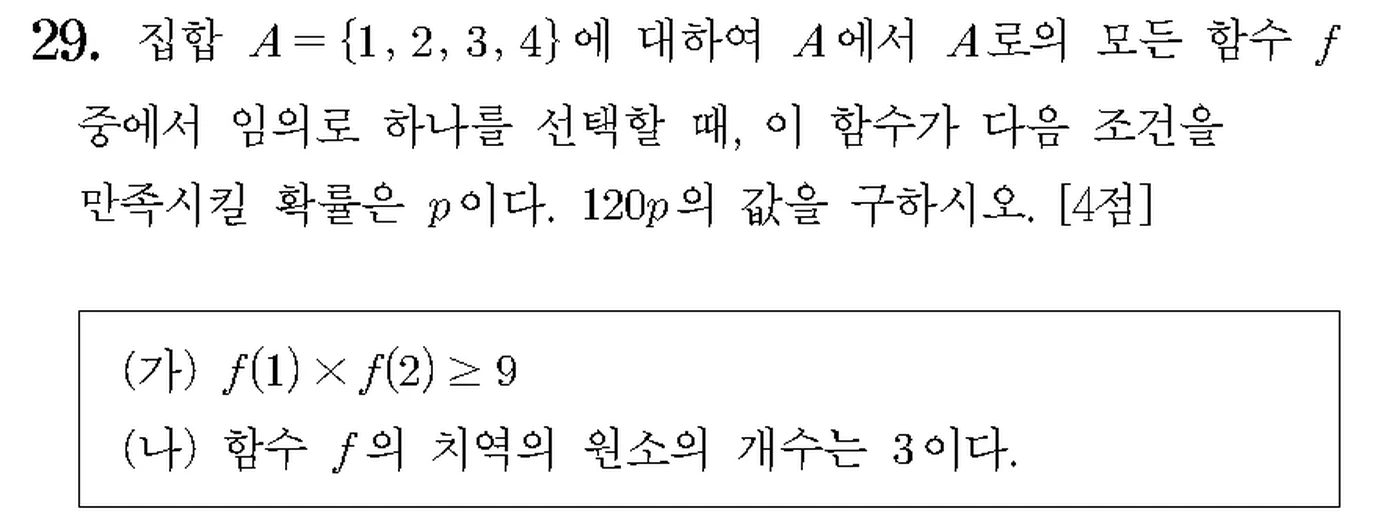 29. 집합 A={1, 2, 3, 4}에 대하여 A에서 A로의 모든 함수 f
중에서 임의로 하나를 선택할 때, 이 함수가 다음 조건을
만족시킬 확률은 p이다. 120p의 값을 구하시오. [4점]
(가) f(1)×f(2)≥9
(나) 함수 f의 치역의 원소의 개수는 3이다.